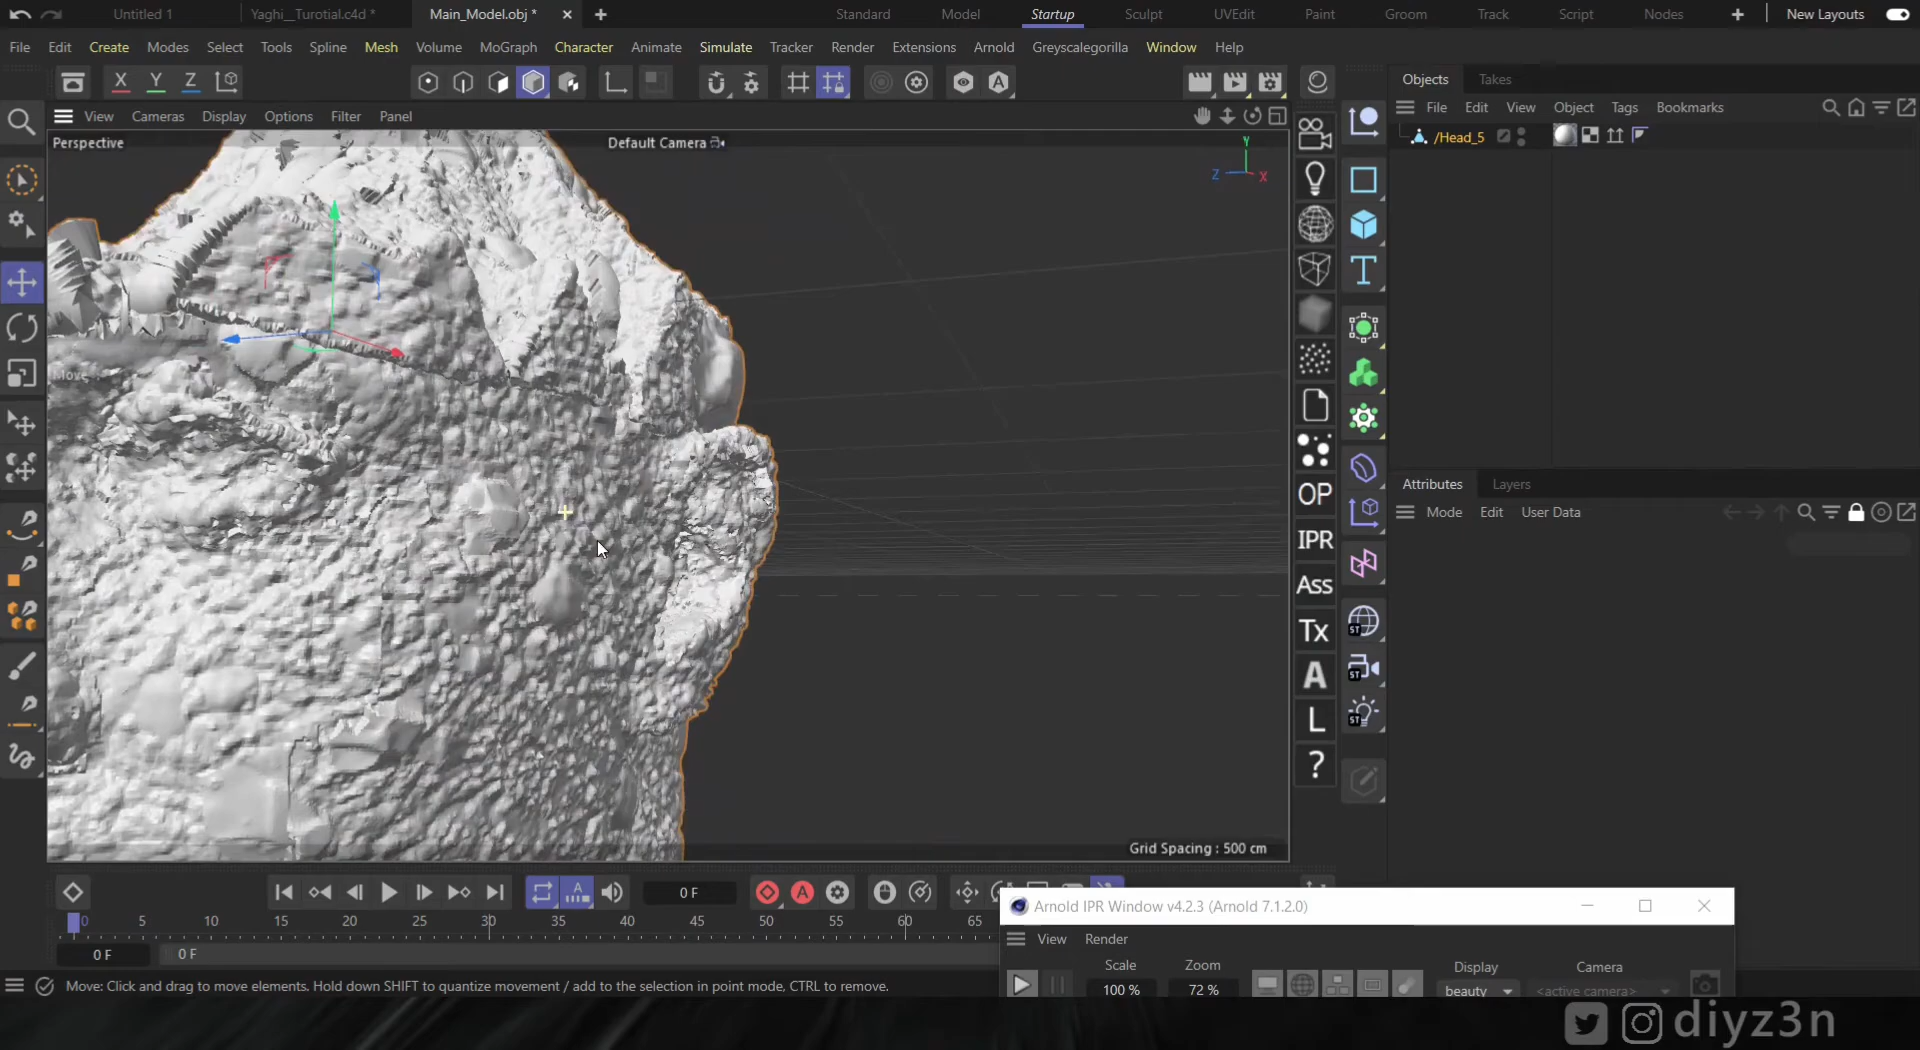 Untitled 1
Yaghi__Turotial.c4d *
Main_Model.obj *
Standard
Model
Startup
Sculpt
UVEdit
Paint
Groom
Track
Script
Nodes
New Layouts
File Edit Create Modes Select Tools Spline Mesh Volume MoGraph Character Animate Simulate Tracker Render Extensions Arnold Greyscalegorilla Window Help
X Y Z
Objects Takes
View Cameras Display Options Filter Panel
File Edit View Object Tags Bookmarks
Perspective
Default Camera
Y
Z
X
/Head_5
Move
OP
IPR
Ass
Tx
A
L
?
ST
ST
ST
Attributes Layers
Mode Edit User Data
Grid Spacing : 500 cm
0 F
0 5 10 15 20 25 30 35 40 45 50 55 60 65
0 F
0 F
Arnold IPR Window v4.2.3 (Arnold 7.1.2.0)
View Render
Scale
Zoom
Display
Camera
100 %
72 %
beauty
<active camera>
Move: Click and drag to move elements. Hold down SHIFT to quantize movement / add to the selection in point mode, CTRL to remove.
diyz3n